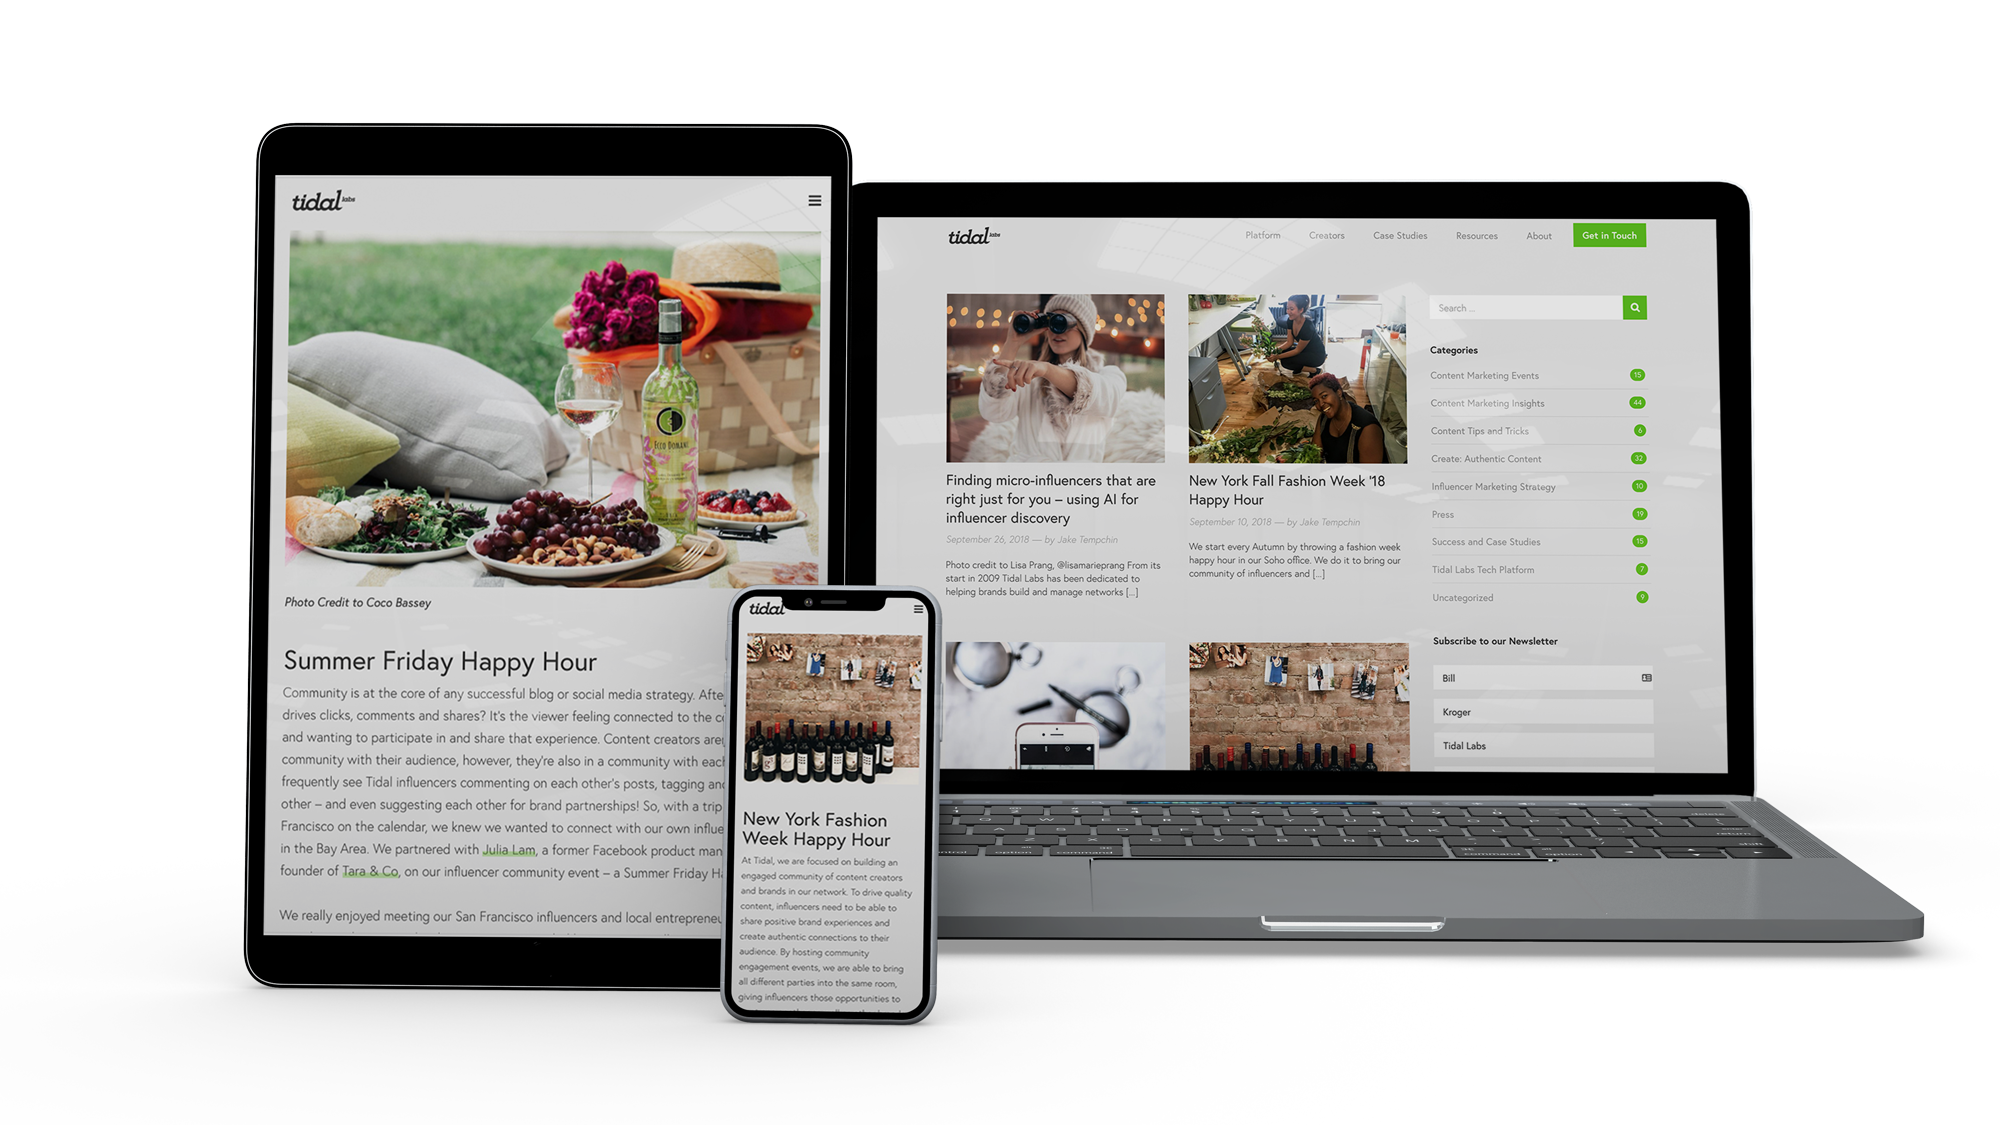 tidal labs
Ecco Domani
Photo Credit to Coco Bassey
Summer Friday Happy Hour
Community is at the core of any successful blog or social media strategy. Afte
drives clicks, comments and shares? It's the viewer feeling connected to the
and wanting to participate in and share that experience. Content creators are
community with their audience, however, they're also in a community with eac
frequently see Tidal influencers commenting on each other's posts, tagging an
other – and even suggesting each other for brand partnerships! So, with a trip
Francisco on the calendar, we knew we wanted to connect with our own influe
in the Bay Area. We partnered with Julia Lam, a former Facebook product man
founder of Tara & Co, on our influencer community event – a Summer Friday H
We really enjoyed meeting our San Francisco influencers and local entrepreneu
tidal
New York Fashion
Week Happy Hour
At Tidal, we are focused on building an
engaged community of content creators
and brands in our network. To drive quality
content, influencers need to be able to
share positive brand experiences and
create authentic connections to their
audience. By hosting community
engagement events, we are able to bring
all different parties into the same room,
giving influencers those opportunities to
tidal labs
Platform Creators Case Studies Resources About Get in Touch
Finding micro-influencers that are
right just for you – using AI for
influencer discovery
September 26, 2018 — by Jake Tempchin
Photo credit to Lisa Prang, @lisamarieprang From its
start in 2009 Tidal Labs has been dedicated to
helping brands build and manage networks [...]
New York Fall Fashion Week '18
Happy Hour
September 10, 2018 — by Jake Tempchin
We start every Autumn by throwing a fashion week
happy hour in our Soho office. We do it to bring our
community of influencers and [...]
Search ...
Categories
Content Marketing Events 15
Content Marketing Insights 44
Content Tips and Tricks 6
Create: Authentic Content 32
Influencer Marketing Strategy 10
Press 19
Success and Case Studies 15
Tidal Labs Tech Platform 7
Uncategorized 9
Subscribe to our Newsletter
Bill
Kroger
Tidal Labs
return
shift
option command command option